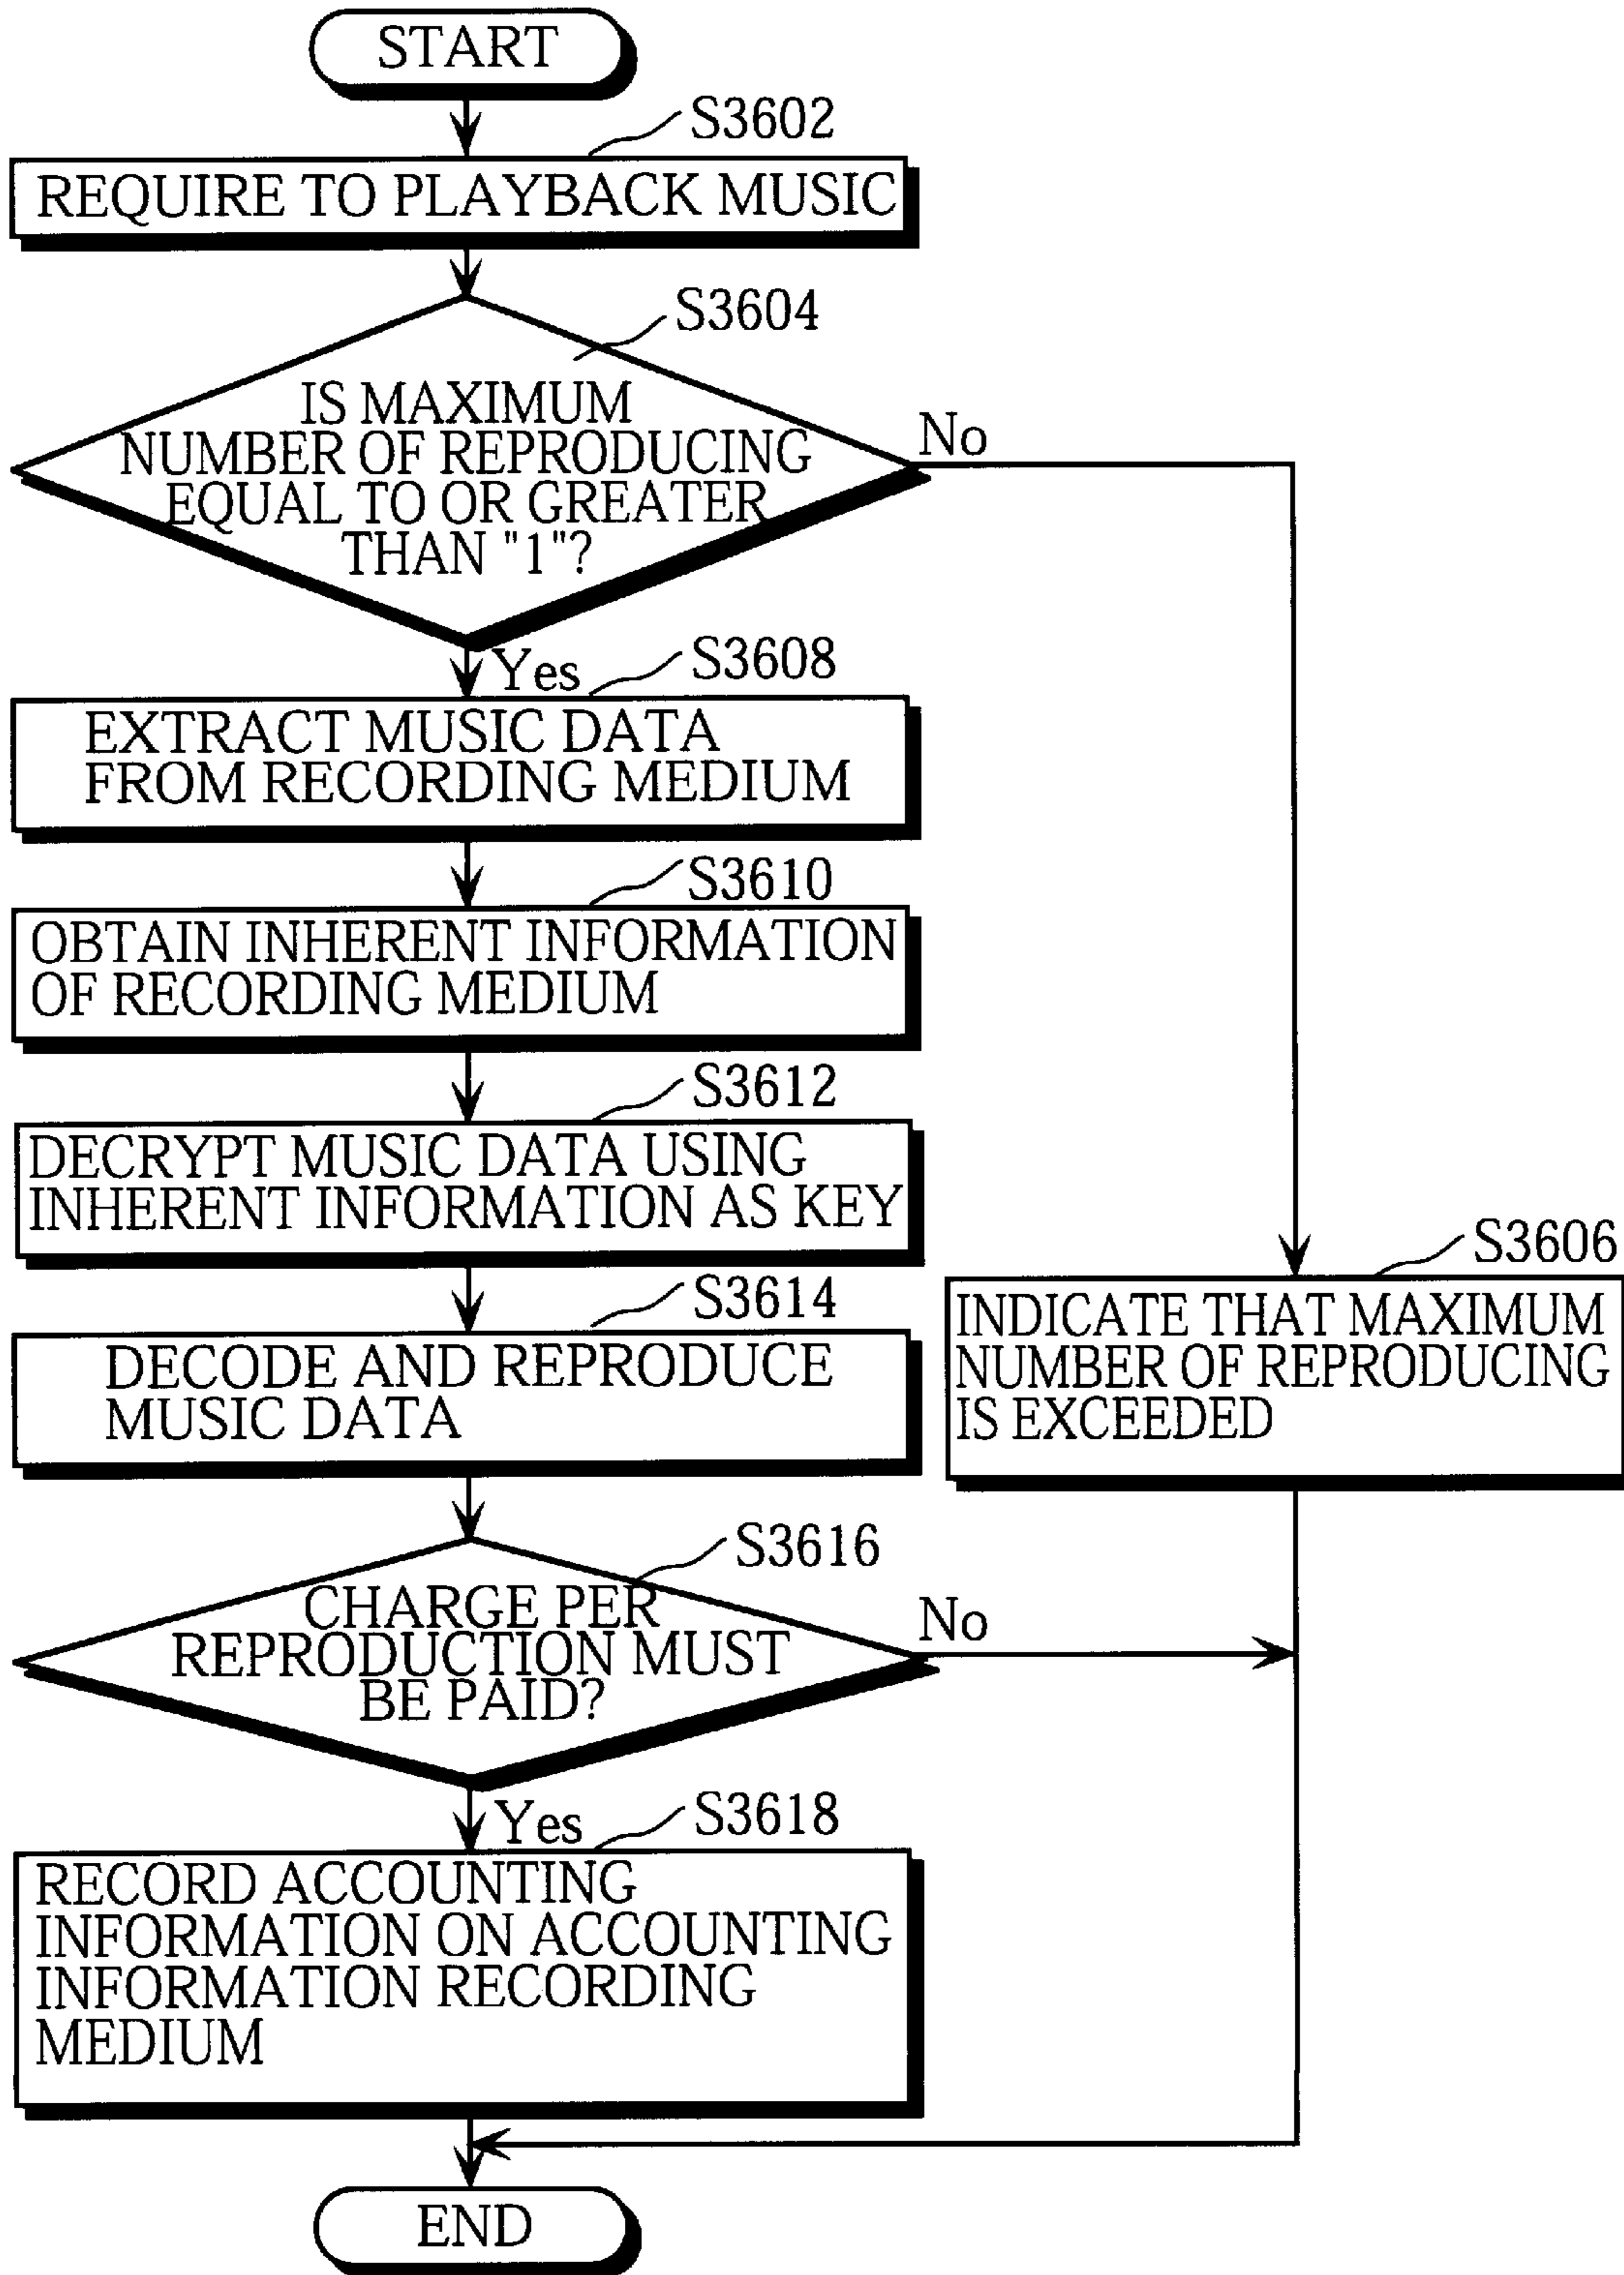 START
S3602
REQUIRE TO PLAYBACK MUSIC
S3604
IS MAXIMUM
NUMBER OF REPRODUCING
EQUAL TO OR GREATER
THAN "1"?
No
Yes
S3608
EXTRACT MUSIC DATA
FROM RECORDING MEDIUM
S3610
OBTAIN INHERENT INFORMATION
OF RECORDING MEDIUM
S3612
DECRYPT MUSIC DATA USING
INHERENT INFORMATION AS KEY
S3606
INDICATE THAT MAXIMUM
NUMBER OF REPRODUCING
IS EXCEEDED
S3614
DECODE AND REPRODUCE
MUSIC DATA
S3616
CHARGE PER
REPRODUCTION MUST
BE PAID?
No
Yes
S3618
RECORD ACCOUNTING
INFORMATION ON ACCOUNTING
INFORMATION RECORDING
MEDIUM
END